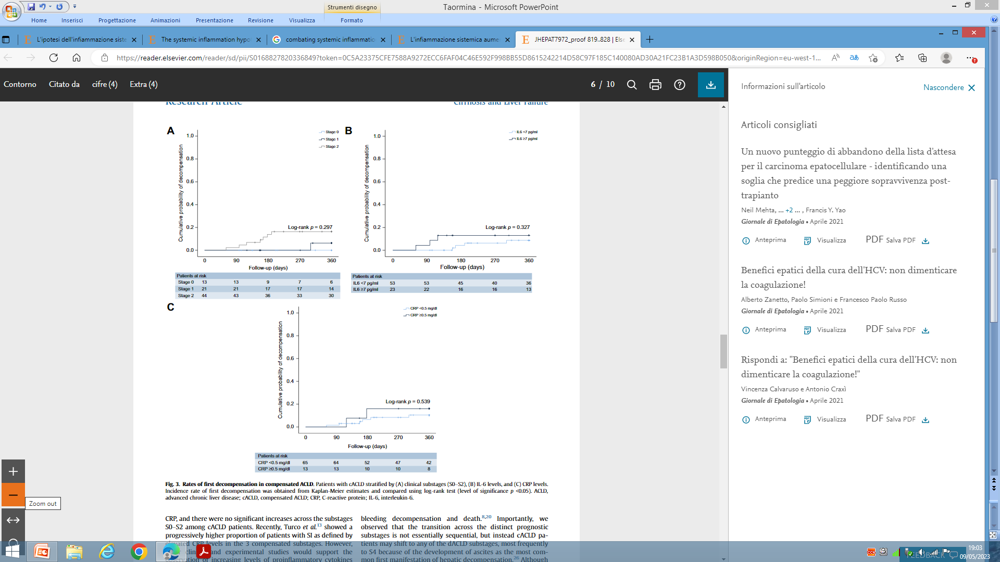 Strumenti disegno
Taormina - Microsoft PowerPoint
Home Inserisci Progettazione Animazioni Presentazione Revisione Visualizza Formato
L'ipotesi dell'infiammazione siste
The systemic inflammation hypo
combating systemic inflammatio
L'infiammazione sistemica aume
JHEPAT7972_proof 819..828 | Else
https://reader.elsevier.com/reader/sd/pii/S0168827820336849?token=0C5A23375CFE7588A9272ECC6FAF04C46E592F998BB55D8615242214D58C97F185C140080AD30A21FC23B1A3D598B050&originRegion=eu-west-1...
Contorno Citato da cifre (4) Extra (4)
6 / 10
Research Article
Cirrhosis and Liver Failure
A
Stage 0
Stage 1
Stage 2
Cumulative probability of decompensation
1.0
0.8
0.6
0.4
0.2
0.0
Log-rank p = 0.297
0 90 180 270 360
Follow-up (days)
Patients at risk
Stage 0 13 13 9 7 6
Stage 1 21 21 17 17 14
Stage 2 44 43 36 33 30
B
IL6 <7 pg/ml
IL6 ≥7 pg/ml
Cumulative probability of decompensation
1.0
0.8
0.6
0.4
0.2
0.0
Log-rank p = 0.327
0 90 180 270 360
Follow-up (days)
Patients at risk
IL6 <7 pg/ml 53 53 45 40 36
IL6 ≥7 pg/ml 23 22 16 16 13
C
CRP <0.5 mg/dl
CRP ≥0.5 mg/dl
Cumulative probability of decompensation
1.0
0.8
0.6
0.4
0.2
0.0
Log-rank p = 0.539
0 90 180 270 360
Follow-up (days)
Patients at risk
CRP <0.5 mg/dl 65 64 52 47 42
CRP ≥0.5 mg/dl 13 13 10 10 8
Fig. 3. Rates of first decompensation in compensated ACLD. Patients with cACLD stratified by (A) clinical substages (S0–S2), (B) IL-6 levels, and (C) CRP levels.
Incidence rate of first decompensation was obtained from Kaplan-Meier estimates and compared using log-rank test (level of significance p <0.05). ACLD,
advanced chronic liver disease; cACLD, compensated ACLD; CRP, C-reactive protein; IL-6, interleukin-6.
CRP, and there were no significant increases across the substages
S0–S2 among cACLD patients. Recently, Turco et al.13 showed a
progressively higher proportion of patients with SI as defined by
elevated CRP levels in the 3 compensated substages. However,
and experimental studies would support the
increasing levels of proinflammatory cytokines
bleeding decompensation and death.8,20 Importantly, we
observed that the transition across the distinct prognostic
substages is not essentially sequential, but instead cACLD pa-
tients may shift to any of the dACLD substages, most frequently
to S4 because of the development of ascites as the most com-
mon first manifestation of hepatic decompensation.26 Although
Zoom out
Informazioni sull'articolo
Nascondere
Articoli consigliati
Un nuovo punteggio di abbandono della lista d'attesa
per il carcinoma epatocellulare - identificando una
soglia che predice una peggiore sopravvivenza post-
trapianto
Neil Mehta, ... +2 ... , Francis Y. Yao
Giornale di Epatologia • Aprile 2021
Anteprima Visualizza PDF Salva PDF
Benefici epatici della cura dell'HCV: non dimenticare
la coagulazione!
Alberto Zanetto, Paolo Simioni e Francesco Paolo Russo
Giornale di Epatologia • Aprile 2021
Anteprima Visualizza PDF Salva PDF
Rispondi a: "Benefici epatici della cura dell'HCV: non
dimenticare la coagulazione!"
Vincenza Calvaruso e Antonio Craxì
Giornale di Epatologia • Aprile 2021
Anteprima Visualizza PDF Salva PDF
FEEDBACK
19:03
09/05/2023